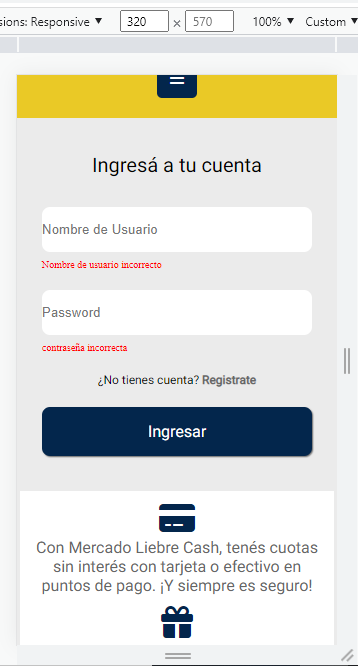 sions: Responsive ▼ 320 × 570 100% ▼ Custom ▼
Ingresá a tu cuenta
Nombre de Usuario
Nombre de usuario incorrecto
Password
contraseña incorrecta
¿No tienes cuenta? Registrate
Ingresar
Con Mercado Liebre Cash, tenés cuotas
sin interés con tarjeta o efectivo en
puntos de pago. ¡Y siempre es seguro!